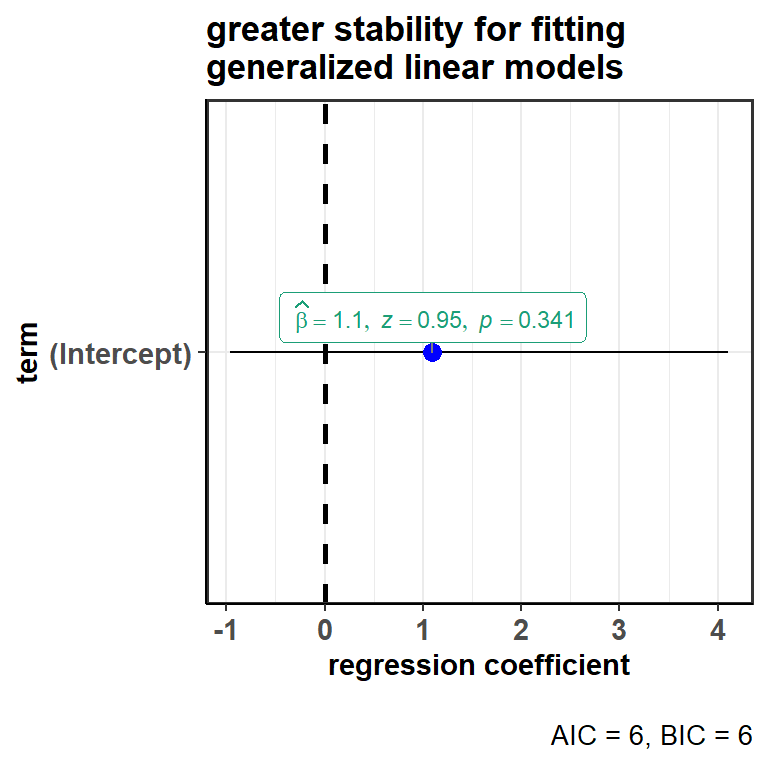 greater stability for fitting
generalized linear models
β̂ = 1.1, z = 0.95, p = 0.341
term
(Intercept)
-1 0 1 2 3 4
regression coefficient
AIC = 6, BIC = 6